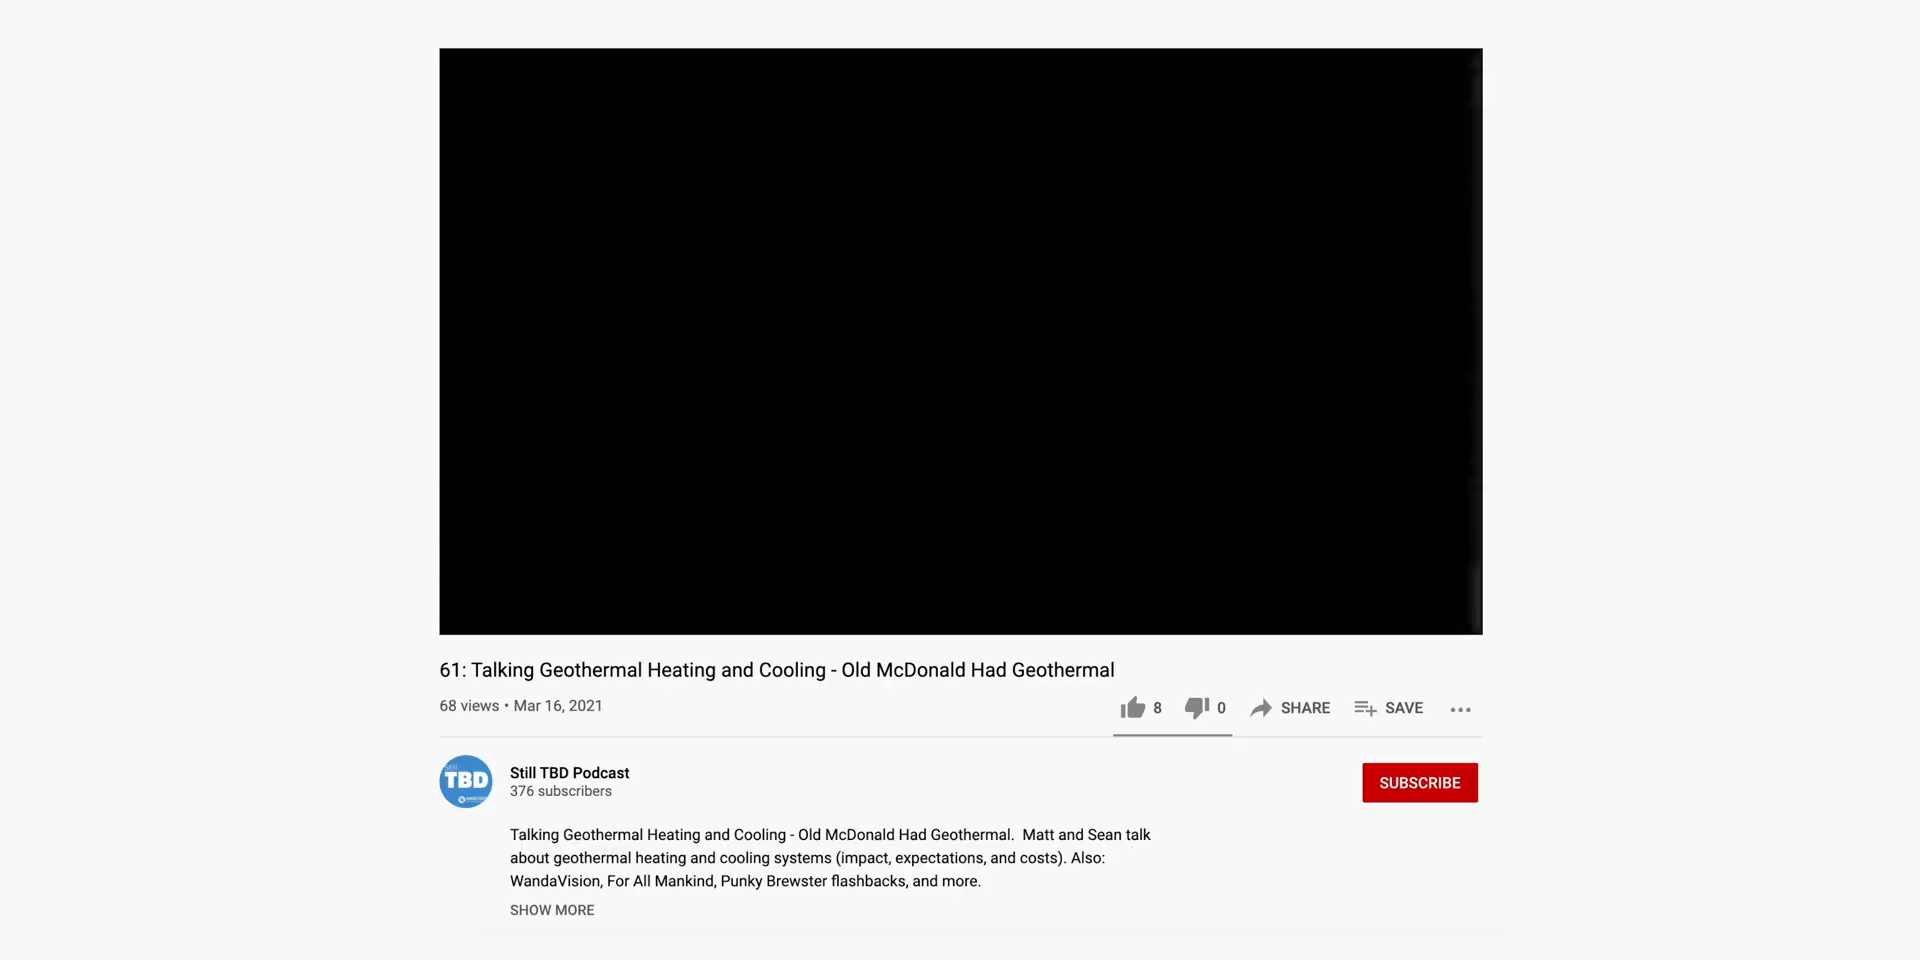 61: Talking Geothermal Heating and Cooling - Old McDonald Had Geothermal
68 views • Mar 16, 2021
8 0 SHARE SAVE
Still TBD
Still TBD Podcast
376 subscribers
SUBSCRIBE
Talking Geothermal Heating and Cooling - Old McDonald Had Geothermal. Matt and Sean talk
about geothermal heating and cooling systems (impact, expectations, and costs). Also:
WandaVision, For All Mankind, Punky Brewster flashbacks, and more.
SHOW MORE